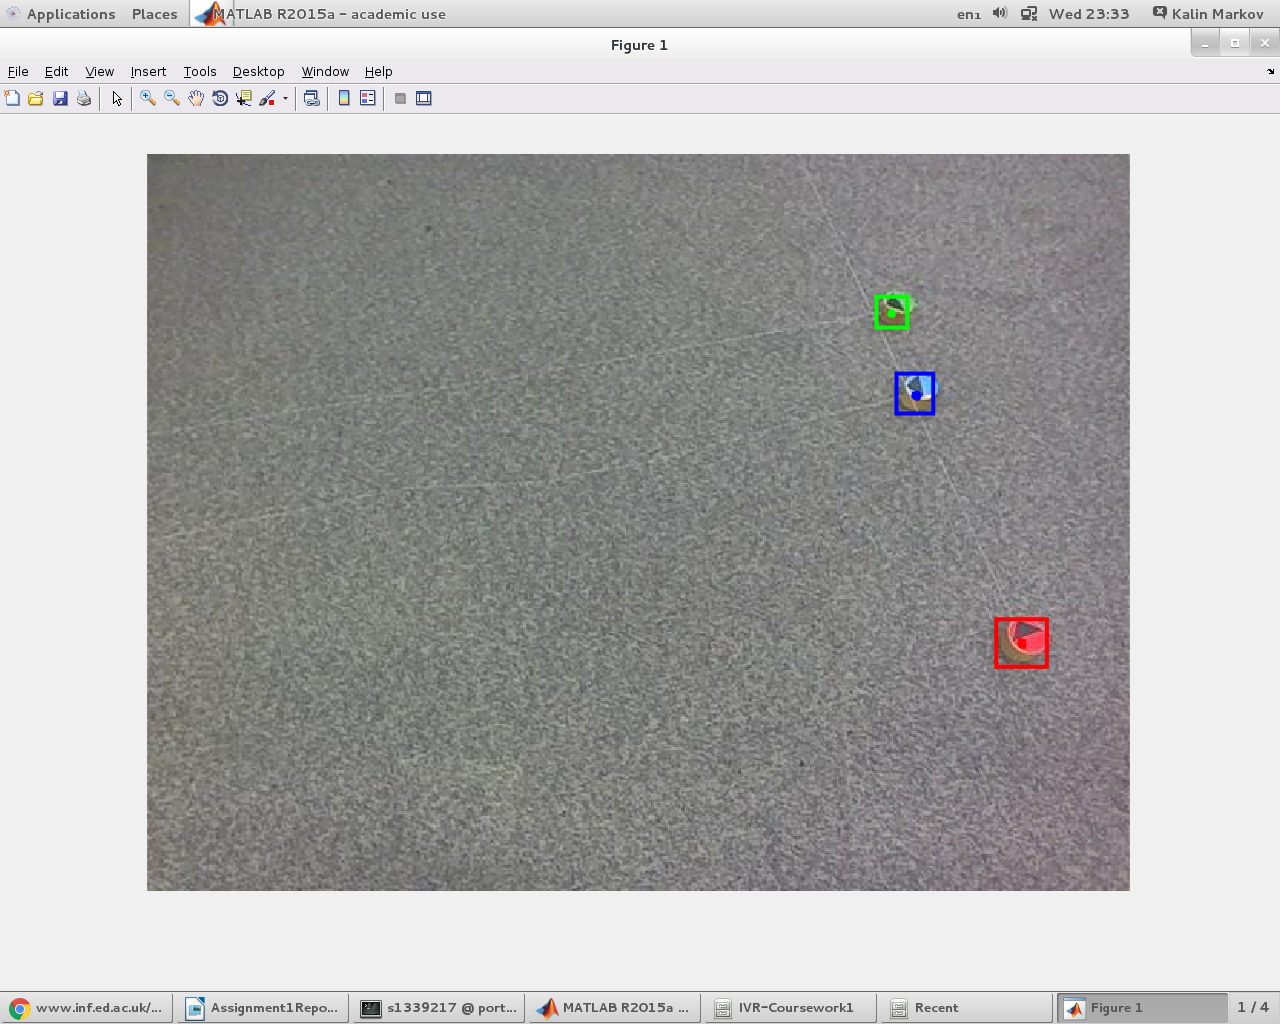 Applications Places MATLAB R2015a - academic use en₁ Wed 23:33 Kalin Markov
Figure 1
File Edit View Insert Tools Desktop Window Help
www.inf.ed.ac.uk/... Assignment1Repo... s1339217 @ port... MATLAB R2015a ... IVR-Coursework1 Recent Figure 1 1 / 4